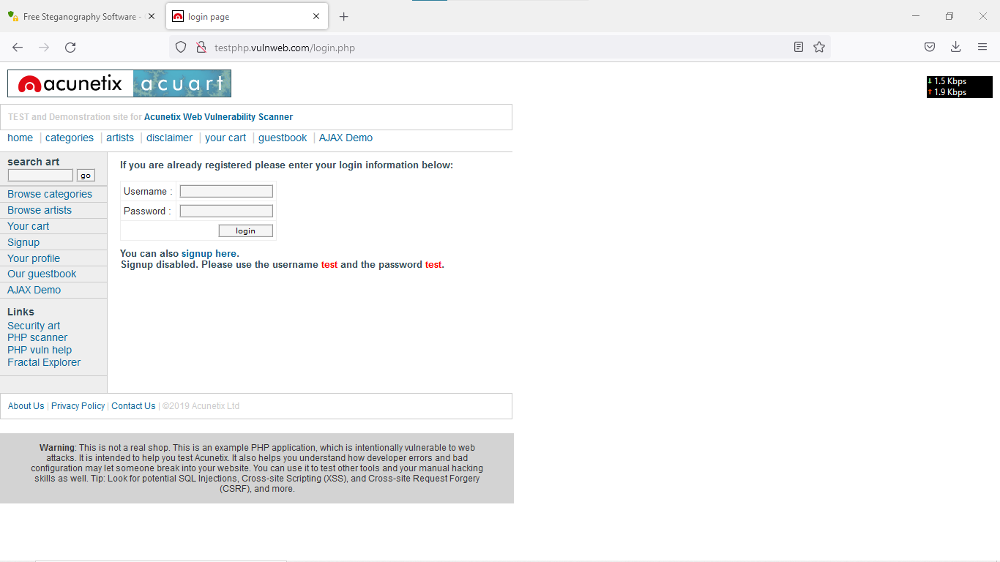 Free Steganography Software -
login page
testphp.vulnweb.com/login.php
acunetix acuart
1.5 Kbps
1.9 Kbps
TEST and Demonstration site for Acunetix Web Vulnerability Scanner
home | categories | artists | disclaimer | your cart | guestbook | AJAX Demo
search art
go
Browse categories
Browse artists
Your cart
Signup
Your profile
Our guestbook
AJAX Demo
Links
Security art
PHP scanner
PHP vuln help
Fractal Explorer
If you are already registered please enter your login information below:
Username :
Password :
login
You can also signup here.
Signup disabled. Please use the username test and the password test.
About Us | Privacy Policy | Contact Us | ©2019 Acunetix Ltd
Warning: This is not a real shop. This is an example PHP application, which is intentionally vulnerable to web
attacks. It is intended to help you test Acunetix. It also helps you understand how developer errors and bad
configuration may let someone break into your website. You can use it to test other tools and your manual hacking
skills as well. Tip: Look for potential SQL Injections, Cross-site Scripting (XSS), and Cross-site Request Forgery
(CSRF), and more.